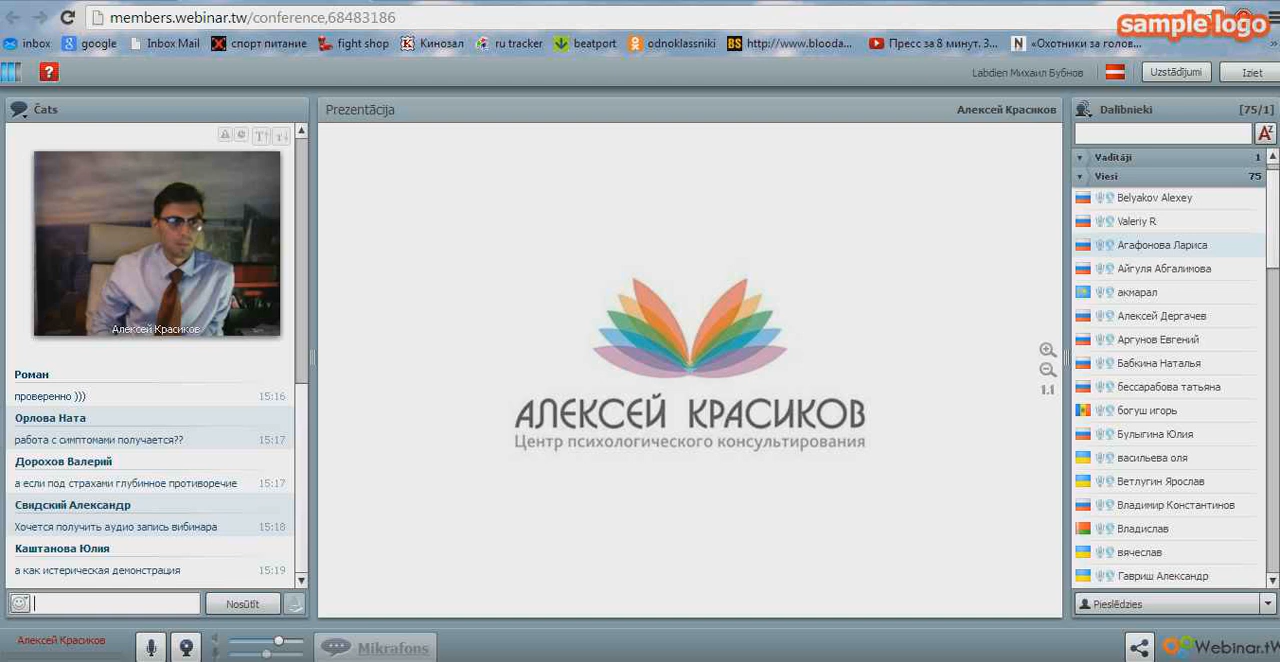 members.webinar.tw/conference,68483186
sample logo
inbox
google
Inbox Mail
спорт питание
fight shop
Кинозал
ru tracker
beatport
odnoklassniki
http://www.blooda...
Пресс за 8 минут. 3...
«Охотники за голов...
Labdien Михаил Бубнов
Uzstādījumi
Iziet
Čats
Алексей Красиков
Роман
проверенно )))
15:16
Орлова Ната
работа с симптомами получается??
15:17
Дорохов Валерий
а если под страхами глубинное противоречие
15:17
Свидский Александр
Хочется получить аудио запись вибинара
15:18
Каштанова Юлия
а как истерическая демонстрация
15:19
Nosūtīt
Prezentācija
Алексей Красиков
АЛЕКСЕЙ КРАСИКОВ
Центр психологического консультирования
1:1
Dalībnieki
[75/1]
Vadītāji
1
Viesi
75
Belyakov Alexey
Valeriy R
Агафонова Лариса
Айгуля Абгалимова
акмарал
Алексей Дергачев
Аргунов Евгений
Бабкина Наталья
бессарабова татьяна
богуш игорь
Булыгина Юлия
васильева оля
Ветлугин Ярослав
Владимир Константинов
Владислав
вячеслав
Гавриш Александр
Pieslēdzies
Алексей Красиков
Mikrafons
Webinar.tw